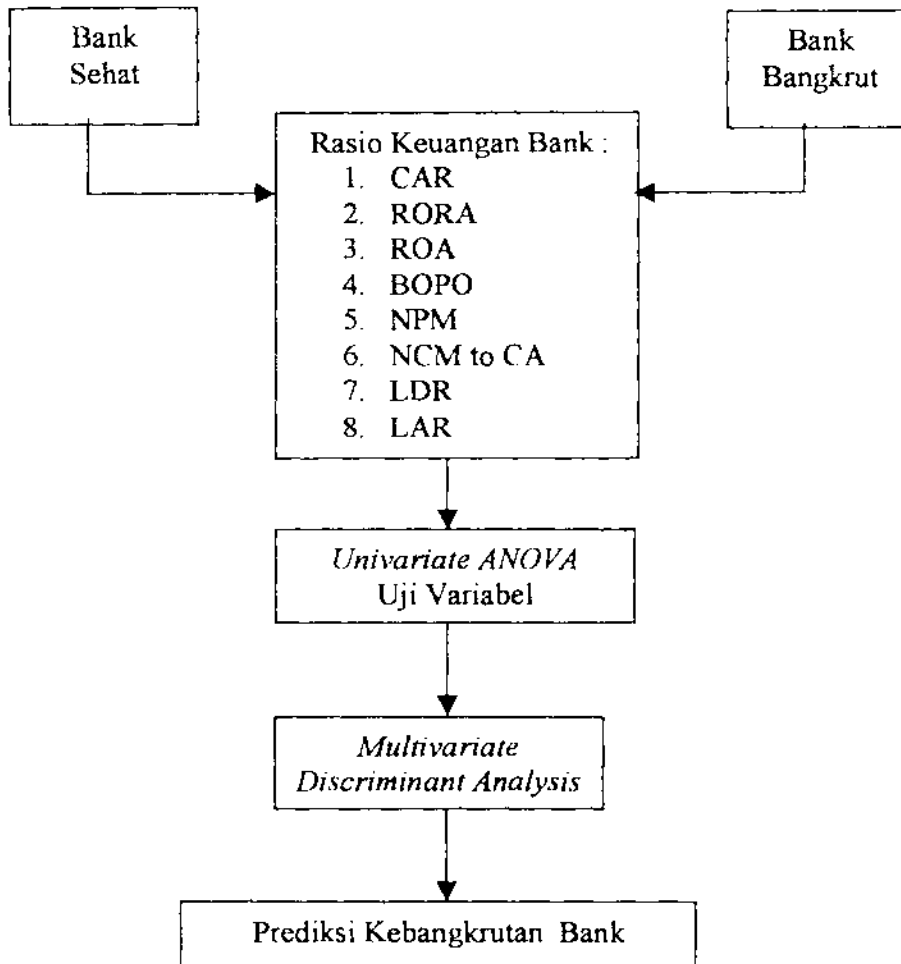 Bank
Sehat
Bank
Bangkrut
Rasio Keuangan Bank :
1. CAR
2. RORA
3. ROA
4. BOPO
5. NPM
6. NCM to CA
7. LDR
8. LAR
Univariate ANOVA
Uji Variabel
Multivariate
Discriminant Analysis
Prediksi Kebangkrutan Bank